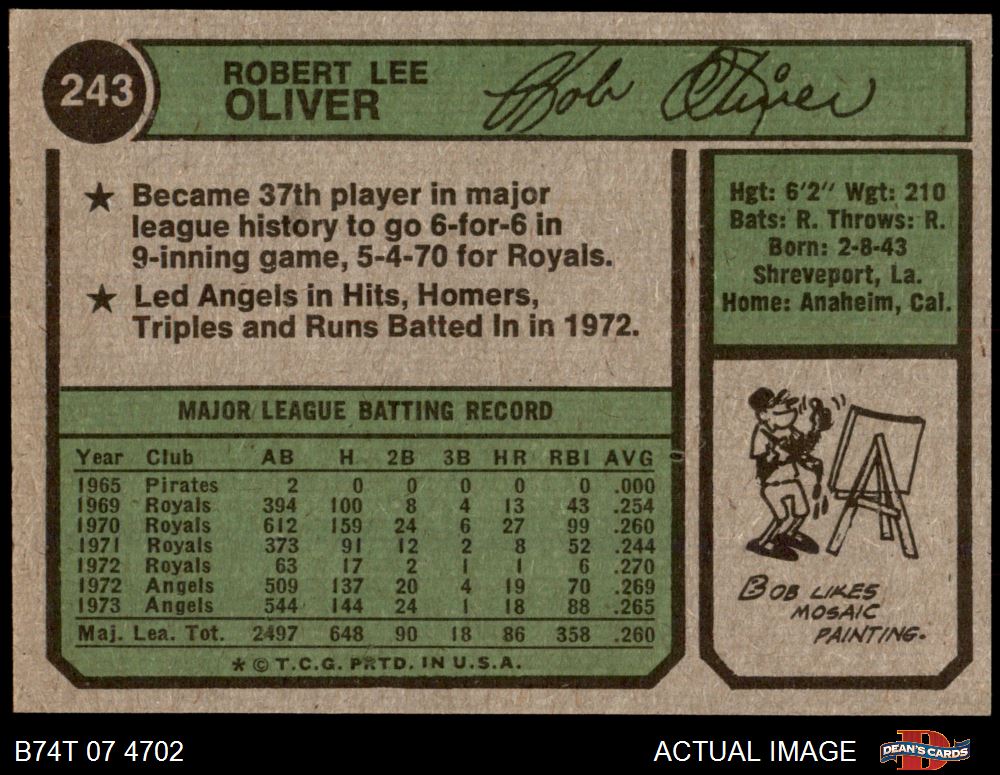 243
ROBERT LEE
OLIVER
Bob Oliver
★ Became 37th player in major
league history to go 6-for-6 in
9-inning game, 5-4-70 for Royals.
★ Led Angels in Hits, Homers,
Triples and Runs Batted In in 1972.
Hgt: 6'2" Wgt: 210
Bats: R. Throws: R.
Born: 2-8-43
Shreveport, La.
Home: Anaheim, Cal.
MAJOR LEAGUE BATTING RECORD
Year Club AB H 2B 3B HR RBI AVG
1965 Pirates 2 0 0 0 0 0 .000
1969 Royals 394 100 8 4 13 43 .254
1970 Royals 612 159 24 6 27 99 .260
1971 Royals 373 91 12 2 8 52 .244
1972 Royals 63 17 2 1 1 6 .270
1972 Angels 509 137 20 4 19 70 .269
1973 Angels 544 144 24 1 18 88 .265
Maj. Lea. Tot. 2497 648 90 18 86 358 .260
* © T.C.G. PRTD. IN U.S.A.
BOB LIKES
MOSAIC
PAINTING.
B74T 07 4702
ACTUAL IMAGE
D
DEAN'S CARDS